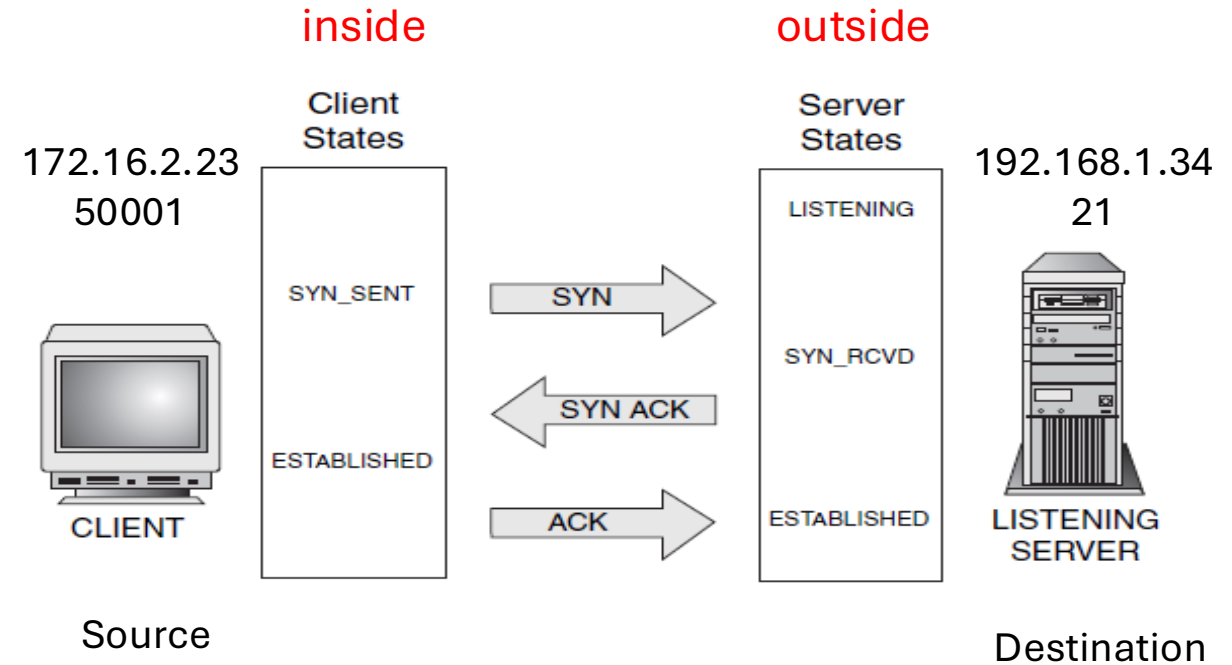 inside
outside
Client
States
Server
States
172.16.2.23
50001
192.168.1.34
21
LISTENING
SYN_SENT
SYN
SYN_RCVD
SYN ACK
ESTABLISHED
ACK
ESTABLISHED
CLIENT
LISTENING
SERVER
Source
Destination